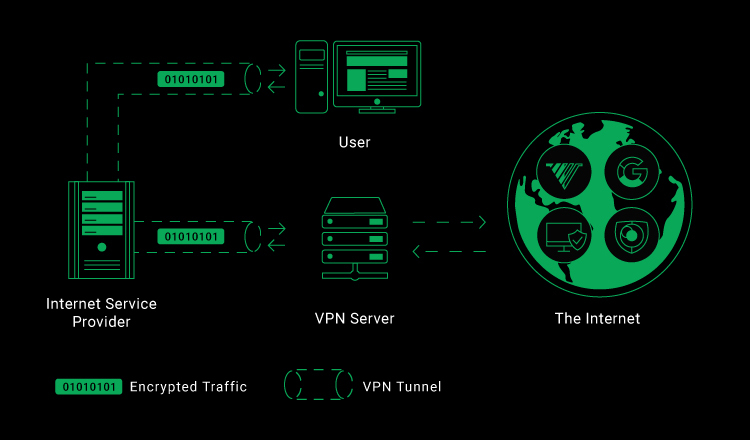 01010101
User
01010101
Internet Service
Provider
VPN Server
The Internet
G
01010101 Encrypted Traffic
VPN Tunnel